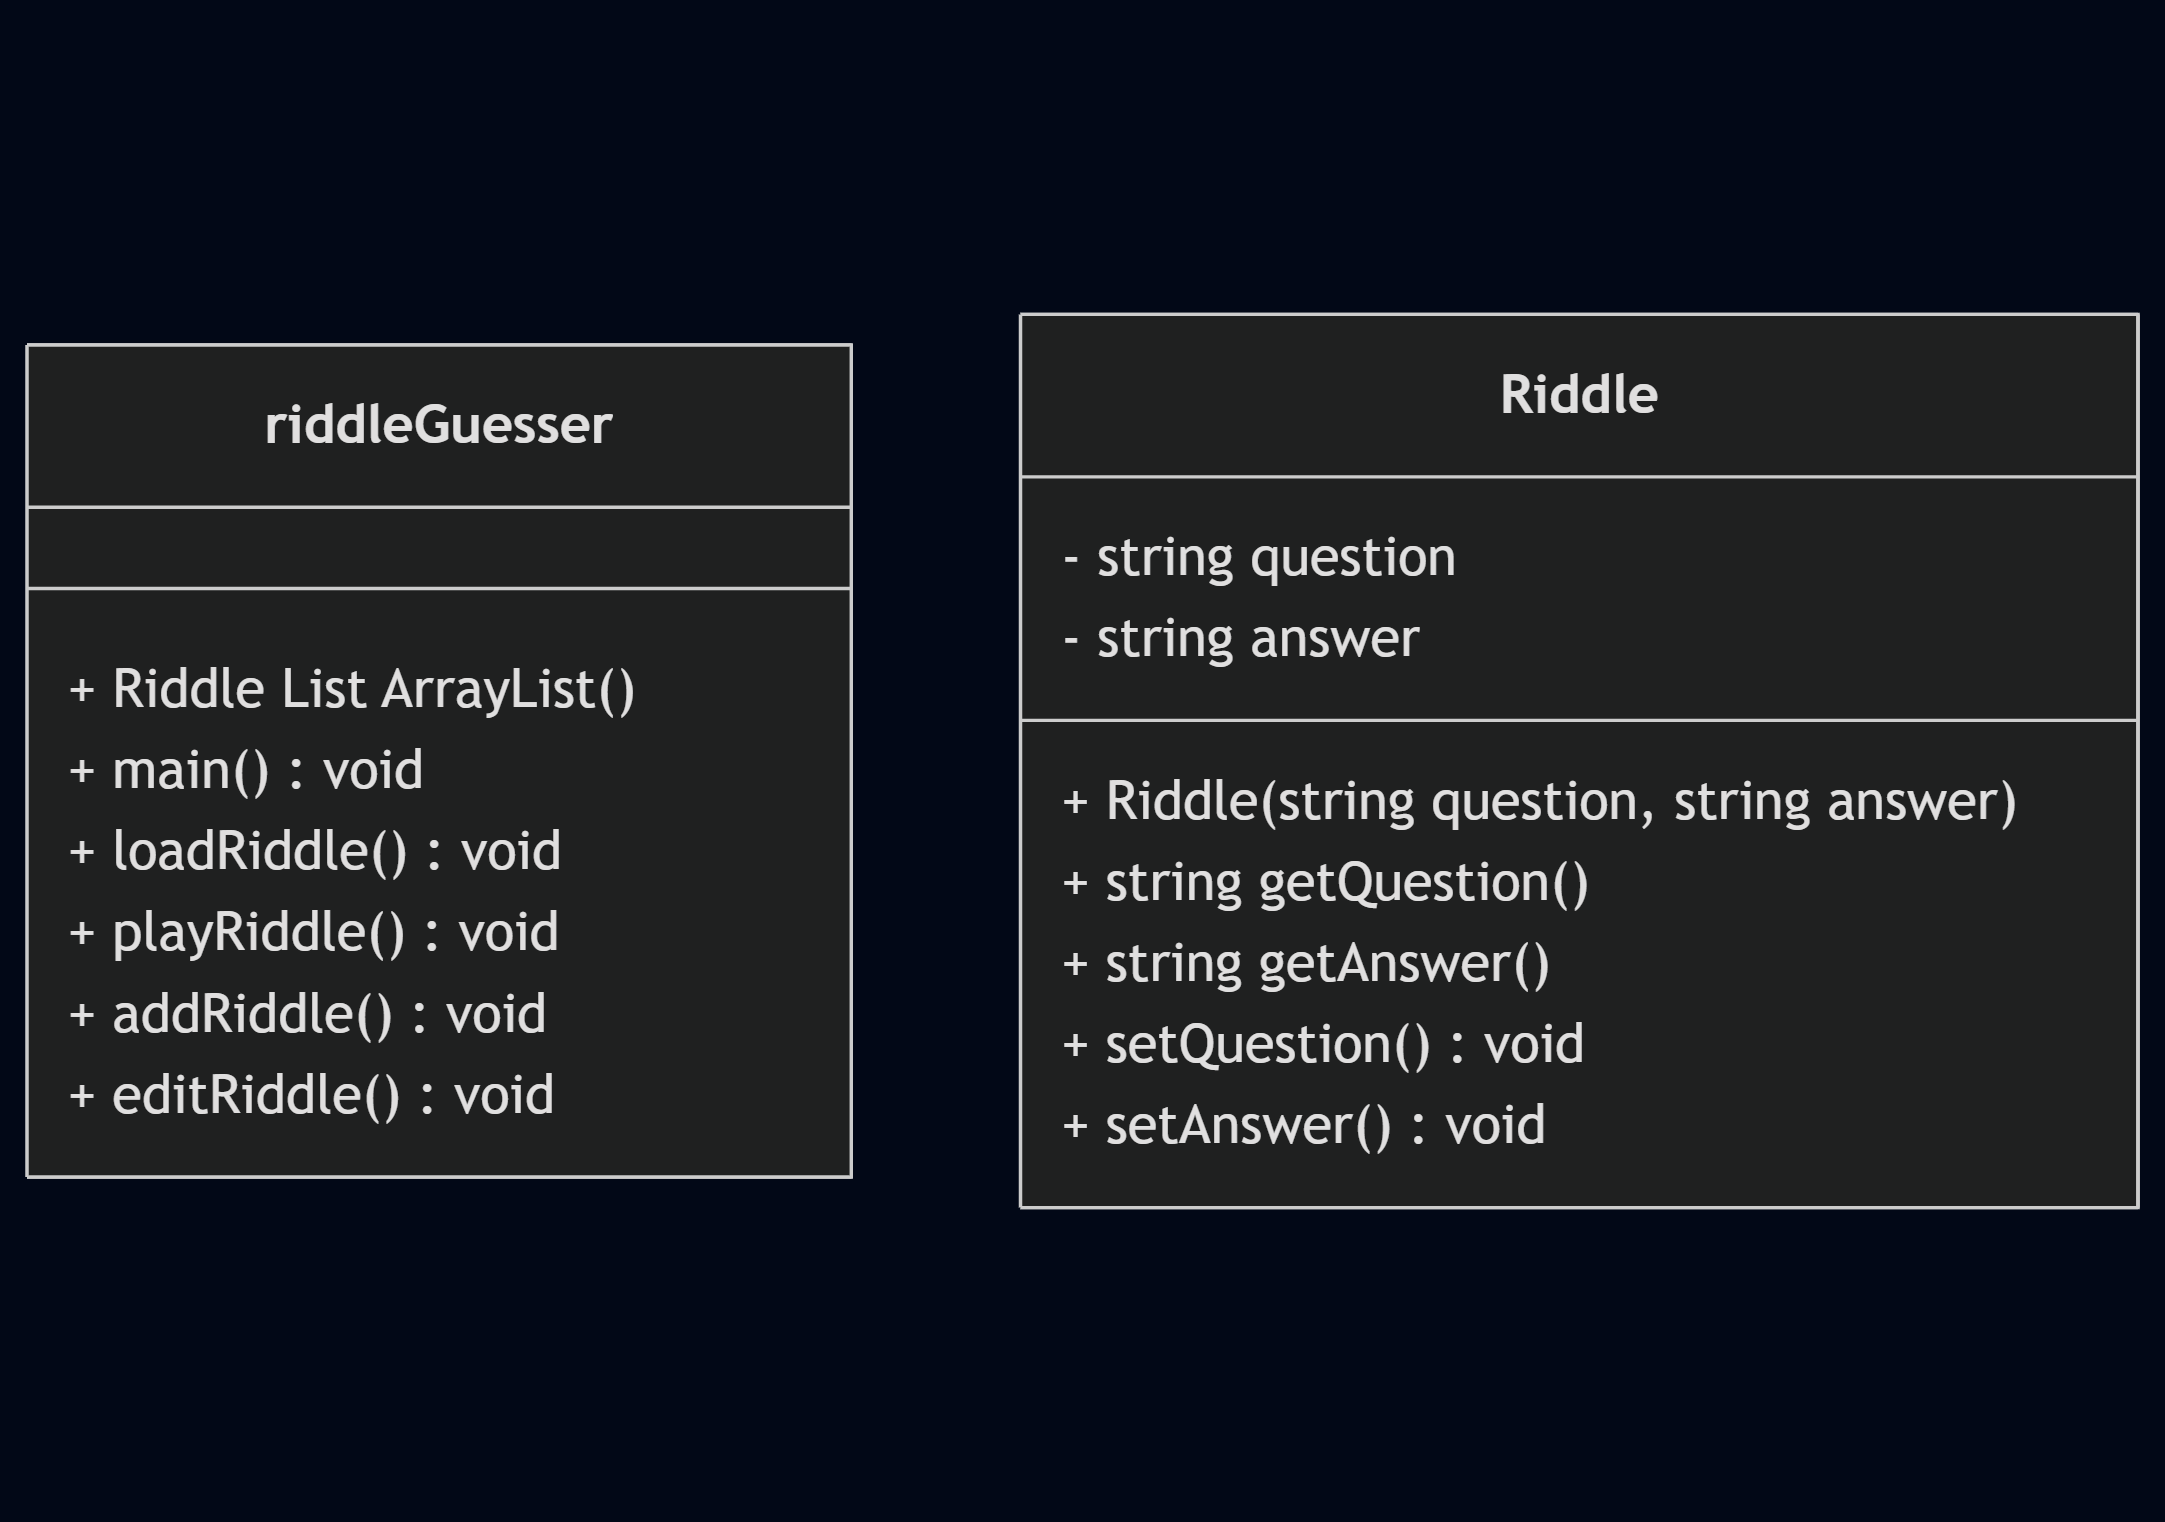 riddleGuesser
+ Riddle List ArrayList()
+ main() : void
+ loadRiddle() : void
+ playRiddle() : void
+ addRiddle() : void
+ editRiddle() : void
Riddle
- string question
- string answer
+ Riddle(string question, string answer)
+ string getQuestion()
+ string getAnswer()
+ setQuestion() : void
+ setAnswer() : void